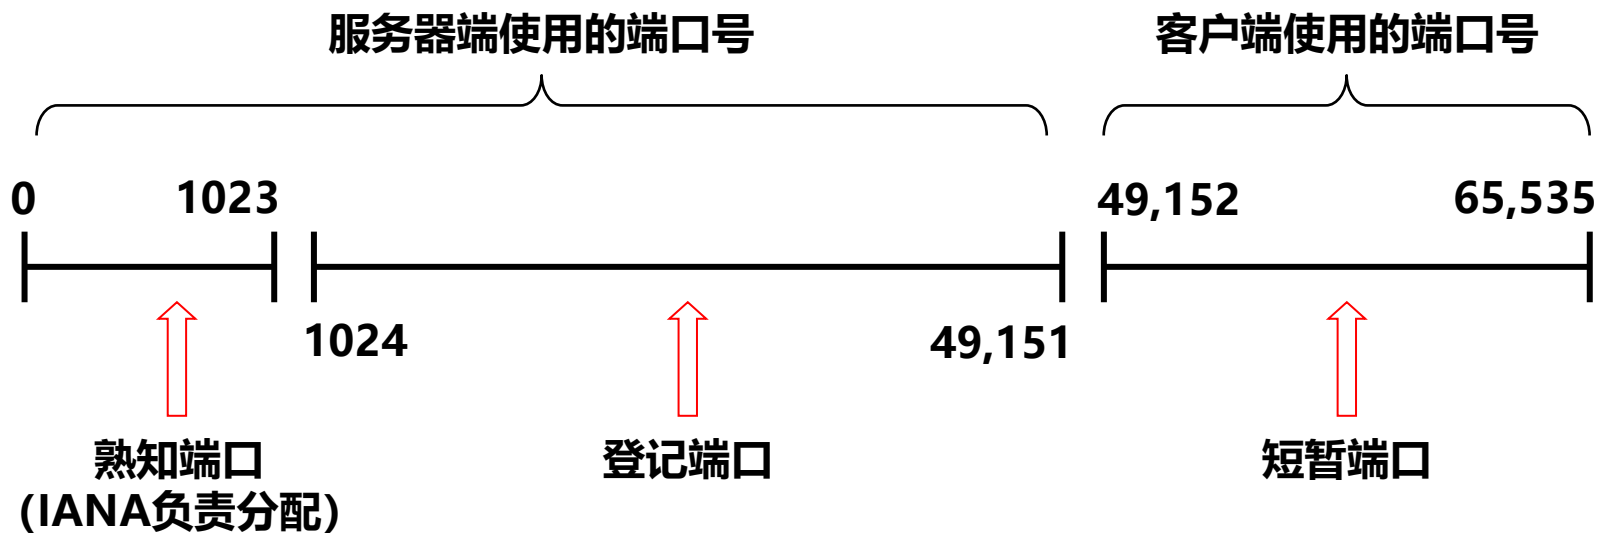 服务器端使用的端口号
客户端使用的端口号
0
1023
49,152
65,535
1024
49,151
熟知端口
(IANA负责分配)
登记端口
短暂端口